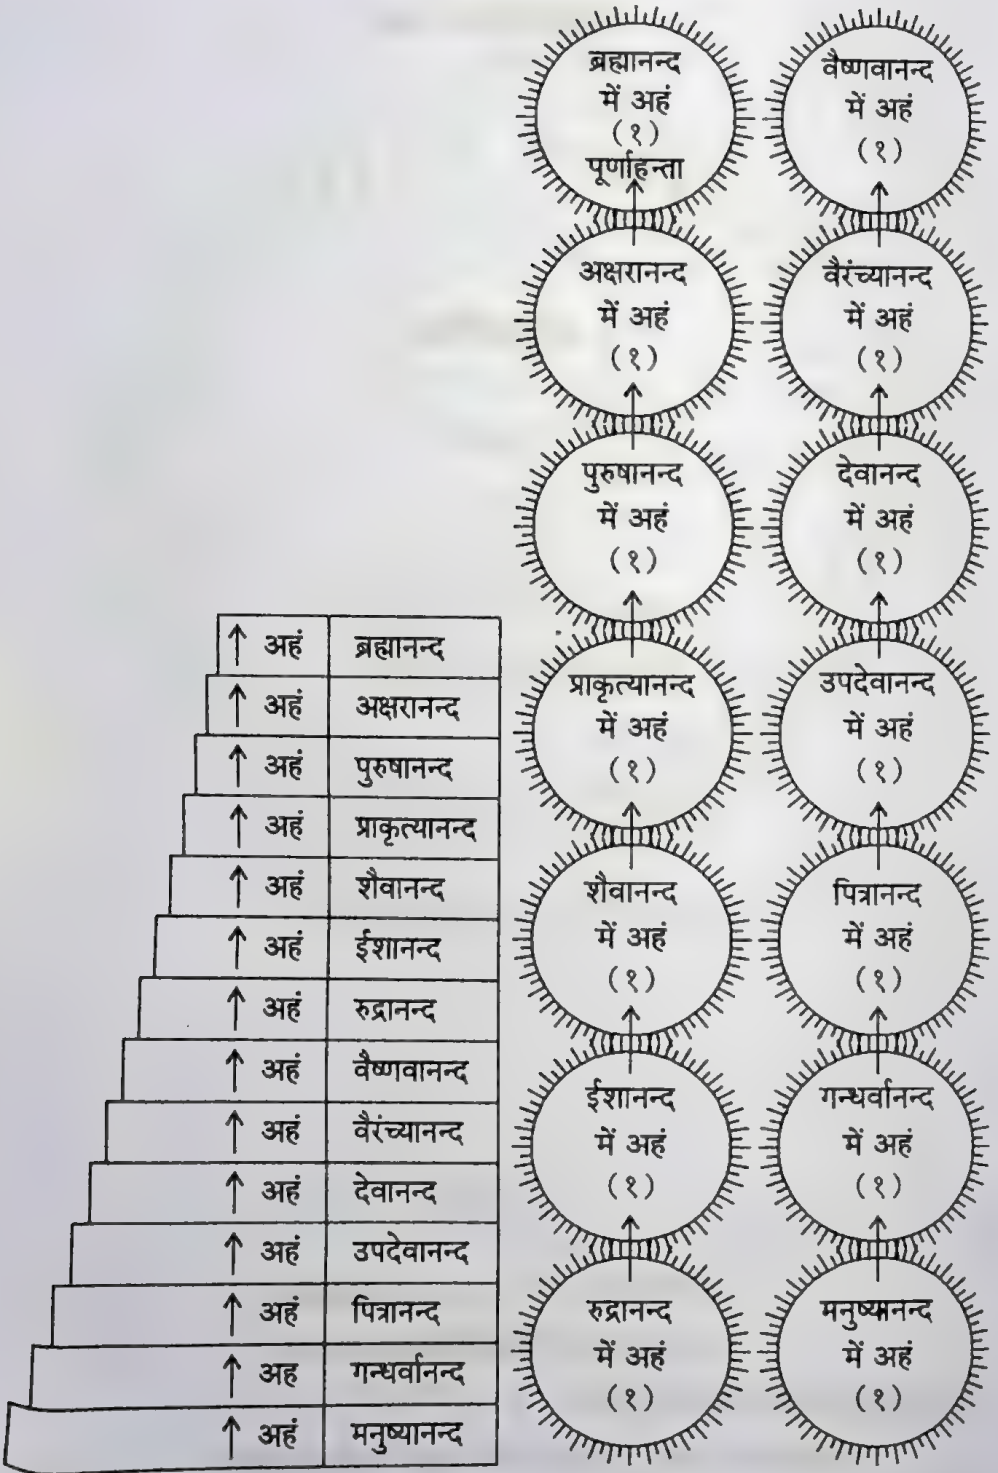 ब्रह्मानन्द
में अहं
(१)
पूर्णाहन्ता
वैष्णवानन्द
में अहं
(१)
अक्षरानन्द
में अहं
(१)
वैरंच्यानन्द
में अहं
(१)
पुरुषानन्द
में अहं
(१)
देवानन्द
में अहं
(१)
प्राकृत्यानन्द
में अहं
(१)
उपदेवानन्द
में अहं
(१)
शैवानन्द
में अहं
(१)
पित्रानन्द
में अहं
(१)
ईशानन्द
में अहं
(१)
गन्धर्वानन्द
में अहं
(१)
रुद्रानन्द
में अहं
(१)
मनुष्यानन्द
में अहं
(१)
↑ अहं ब्रह्मानन्द
↑ अहं अक्षरानन्द
↑ अहं पुरुषानन्द
↑ अहं प्राकृत्यानन्द
↑ अहं शैवानन्द
↑ अहं ईशानन्द
↑ अहं रुद्रानन्द
↑ अहं वैष्णवानन्द
↑ अहं वैरंच्यानन्द
↑ अहं देवानन्द
↑ अहं उपदेवानन्द
↑ अहं पित्रानन्द
↑ अह गन्धर्वानन्द
↑ अहं मनुष्यानन्द